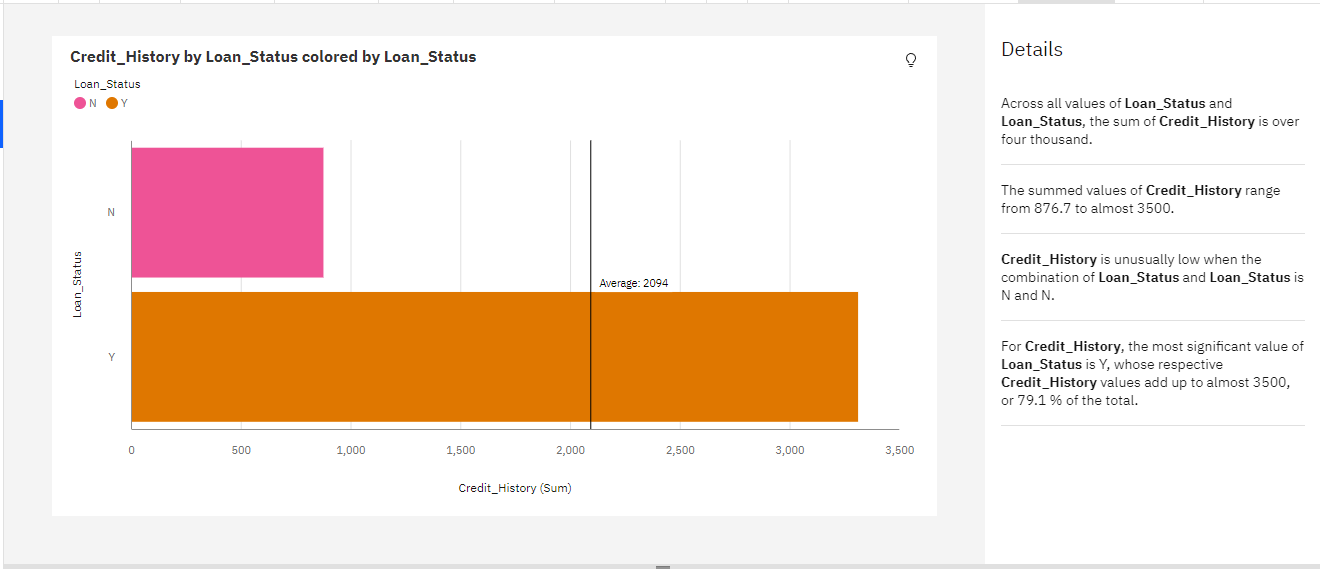 Credit_History by Loan_Status colored by Loan_Status
Loan_Status
N Y
N
Average: 2094
Loan_Status
Y
0 500 1,000 1,500 2,000 2,500 3,000 3,500
Credit_History (Sum)
Details
Across all values of Loan_Status and
Loan_Status, the sum of Credit_History is over
four thousand.
The summed values of Credit_History range
from 876.7 to almost 3500.
Credit_History is unusually low when the
combination of Loan_Status and Loan_Status is
N and N.
For Credit_History, the most significant value of
Loan_Status is Y, whose respective
Credit_History values add up to almost 3500,
or 79.1 % of the total.